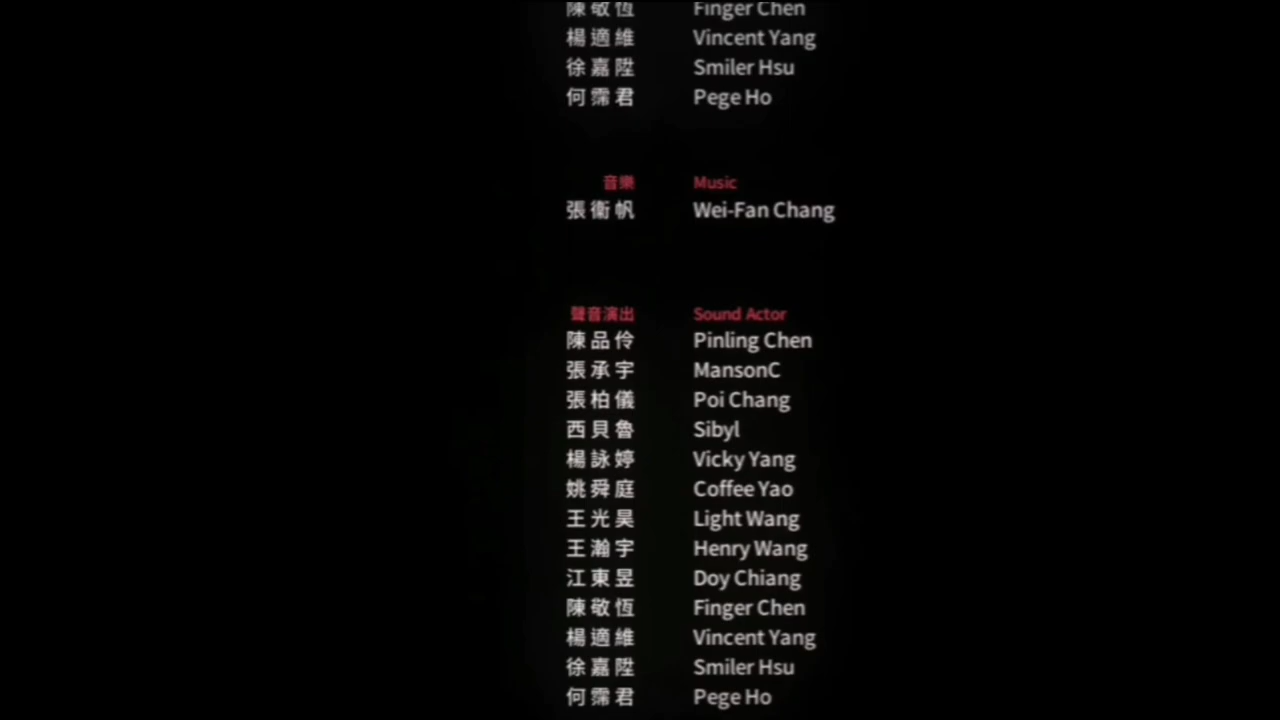 陳敬恆 Finger Chen
楊適維 Vincent Yang
徐嘉陞 Smiler Hsu
何霈君 Pege Ho
音樂 Music
張衞帆 Wei-Fan Chang
聲音演出 Sound Actor
陳品伶 Pinling Chen
張承宇 MansonC
張柏儀 Poi Chang
西貝魯 Sibyl
楊詠婷 Vicky Yang
姚舜庭 Coffee Yao
王光昊 Light Wang
王瀚宇 Henry Wang
江東昱 Doy Chiang
陳敬恆 Finger Chen
楊適維 Vincent Yang
徐嘉陞 Smiler Hsu
何霈君 Pege Ho